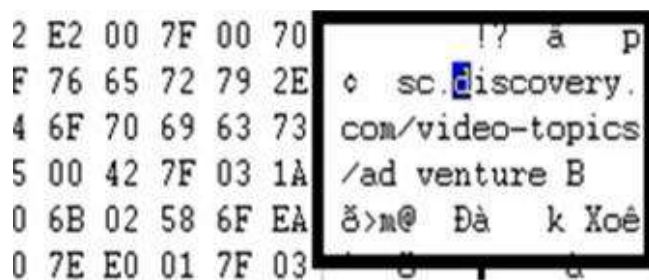 2 E2 00 7F 00 70 !? ã p
F 76 65 72 79 2E ¢ sc.discovery.
4 6F 70 69 63 73 com/video-topics
5 00 42 7F 03 1A /ad venture B
0 6B 02 58 6F EA ð>m@ Ðà k Xoê
0 7E E0 01 7F 03